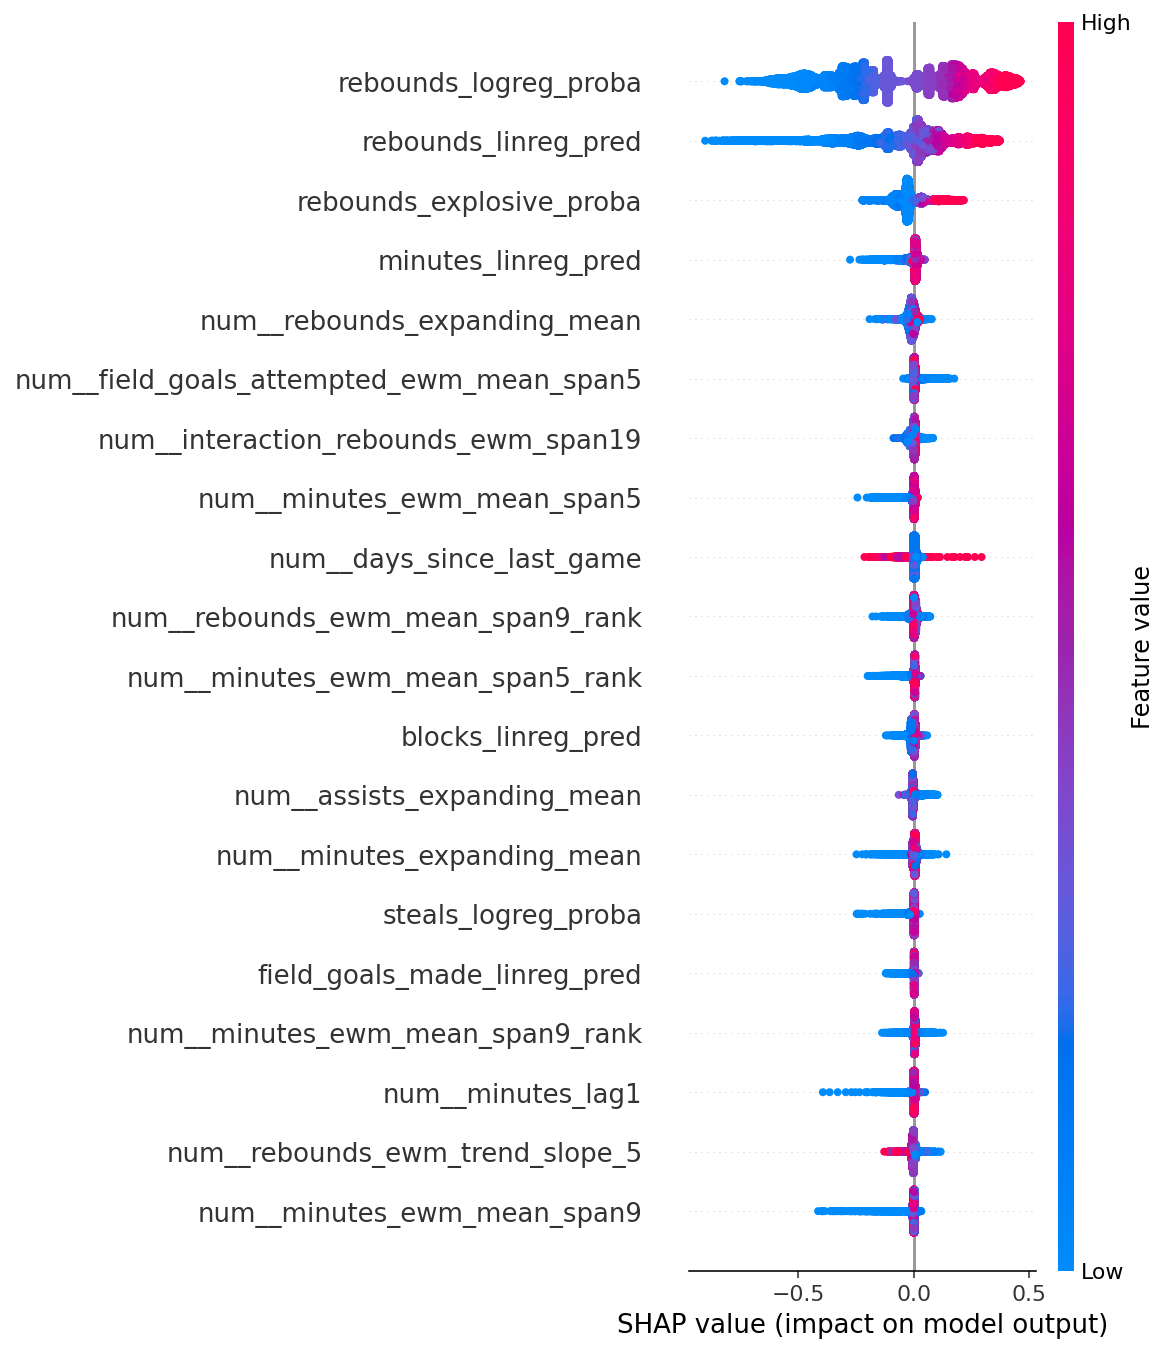 High
rebounds_logreg_proba
rebounds_linreg_pred
rebounds_explosive_proba
minutes_linreg_pred
num__rebounds_expanding_mean
num__field_goals_attempted_ewm_mean_span5
num__interaction_rebounds_ewm_span19
num__minutes_ewm_mean_span5
num__days_since_last_game
num__rebounds_ewm_mean_span9_rank
num__minutes_ewm_mean_span5_rank
blocks_linreg_pred
num__assists_expanding_mean
num__minutes_expanding_mean
steals_logreg_proba
field_goals_made_linreg_pred
num__minutes_ewm_mean_span9_rank
num__minutes_lag1
num__rebounds_ewm_trend_slope_5
num__minutes_ewm_mean_span9
Feature value
Low
−0.5 0.0 0.5
SHAP value (impact on model output)